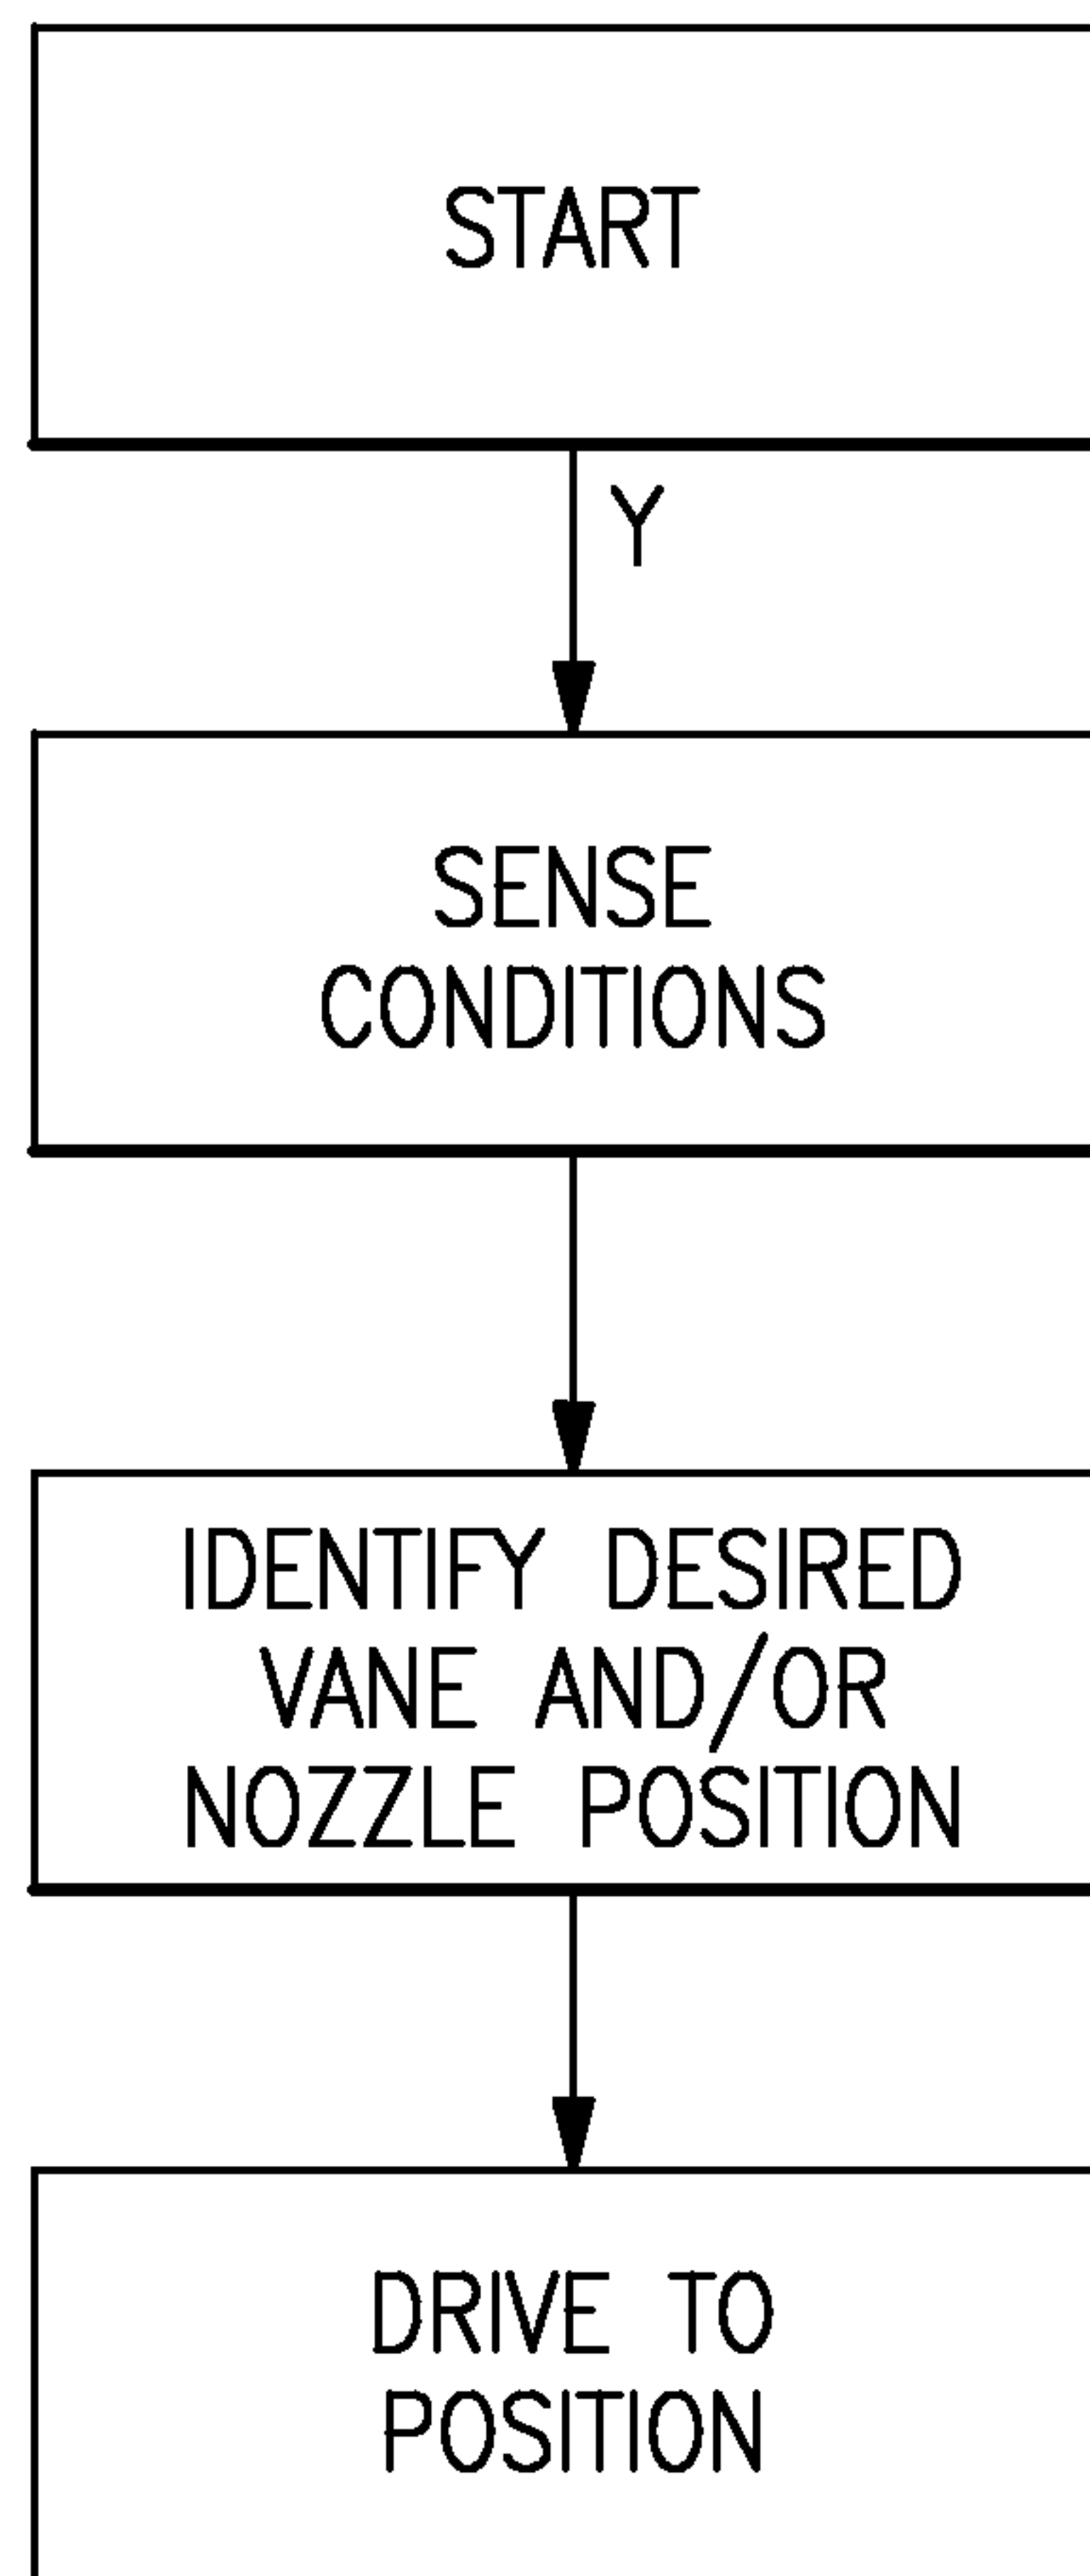 START
Y
SENSE
CONDITIONS
IDENTIFY DESIRED
VANE AND/OR
NOZZLE POSITION
DRIVE TO
POSITION